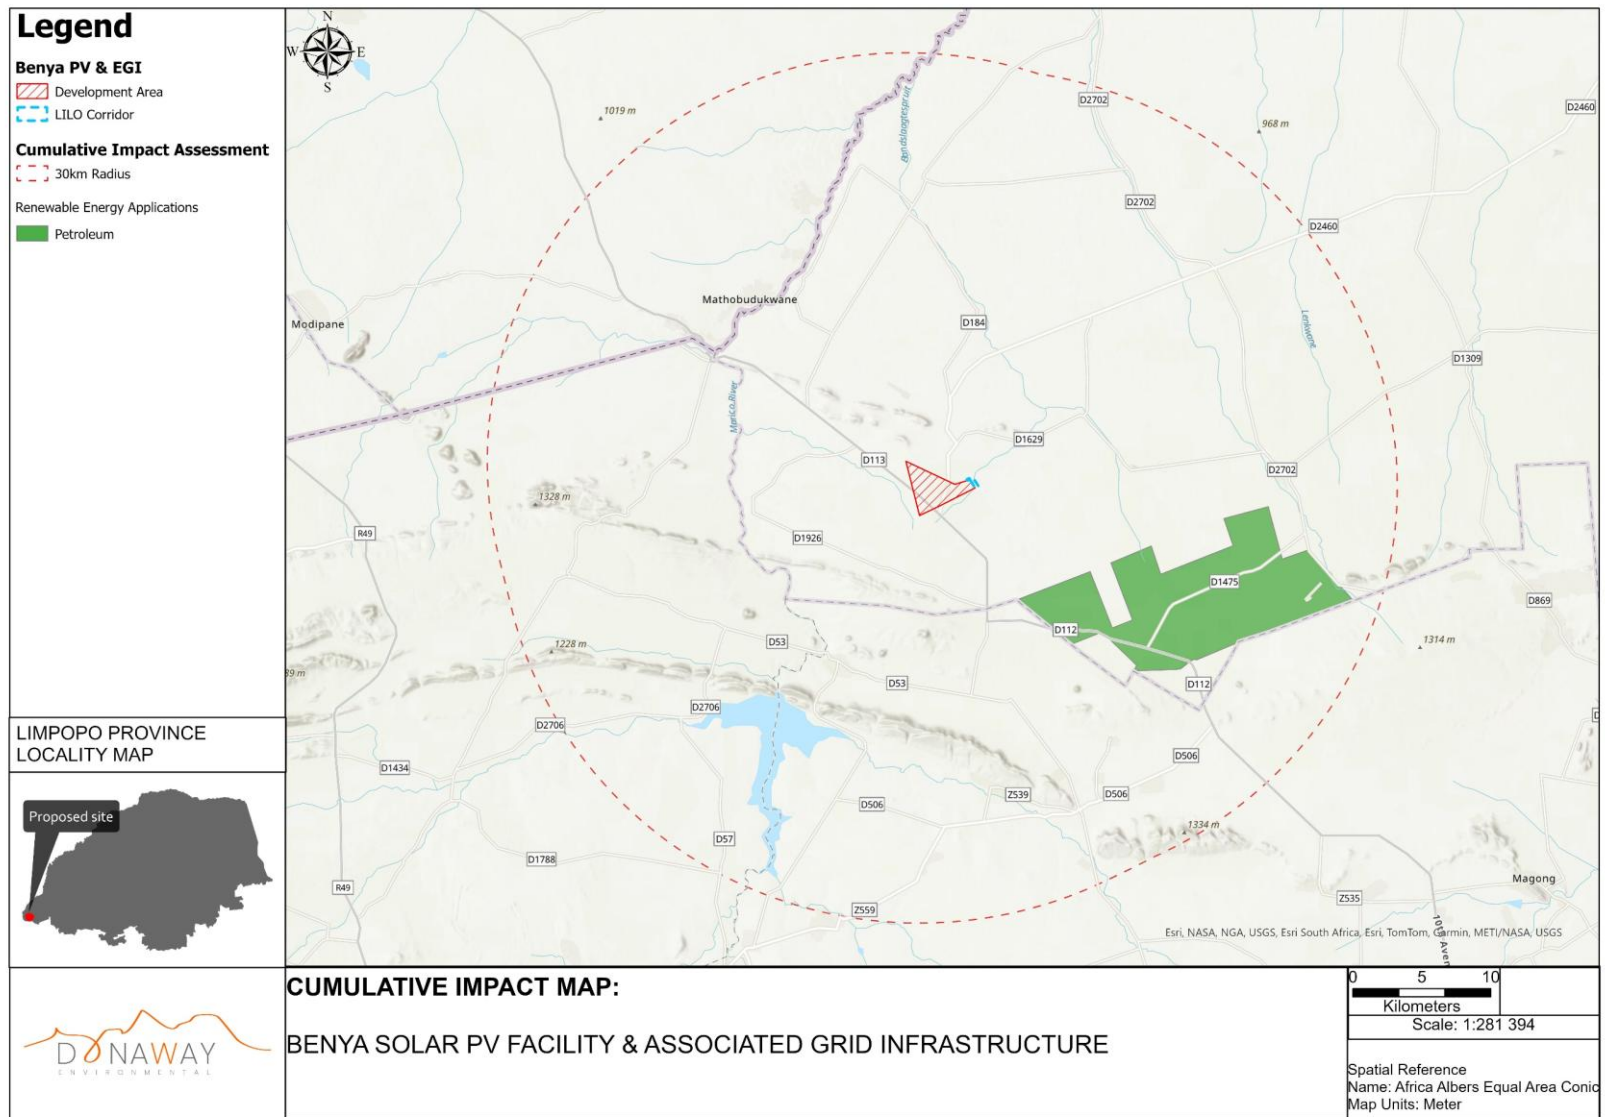 Legend
Benya PV & EGI
Development Area
LILO Corridor
Cumulative Impact Assessment
30km Radius
Renewable Energy Applications
Petroleum
LIMPOPO PROVINCE
LOCALITY MAP
Proposed site
DONAWAY
ENVIRONMENTAL
N
W E
S
1019 m
D2702
D2460
968 m
D2702
D2460
Mathobudukwane
Modipane
D184
Lenkwane
D1309
Marico River
D1629
D113
D2702
1328 m
R49
D1926
D1475
D869
D112
1228 m
D53
1314 m
39 m
D53
D112
D2706
D2706
D506
D1434
Z539
D506
D506
1334 m
D57
D1788
R49
Magong
Z535
Z559
Esri, NASA, NGA, USGS, Esri South Africa, Esri, TomTom, Garmin, METI/NASA, USGS
CUMULATIVE IMPACT MAP:
BENYA SOLAR PV FACILITY & ASSOCIATED GRID INFRASTRUCTURE
0 5 10
Kilometers
Scale: 1:281 394
Spatial Reference
Name: Africa Albers Equal Area Conic
Map Units: Meter